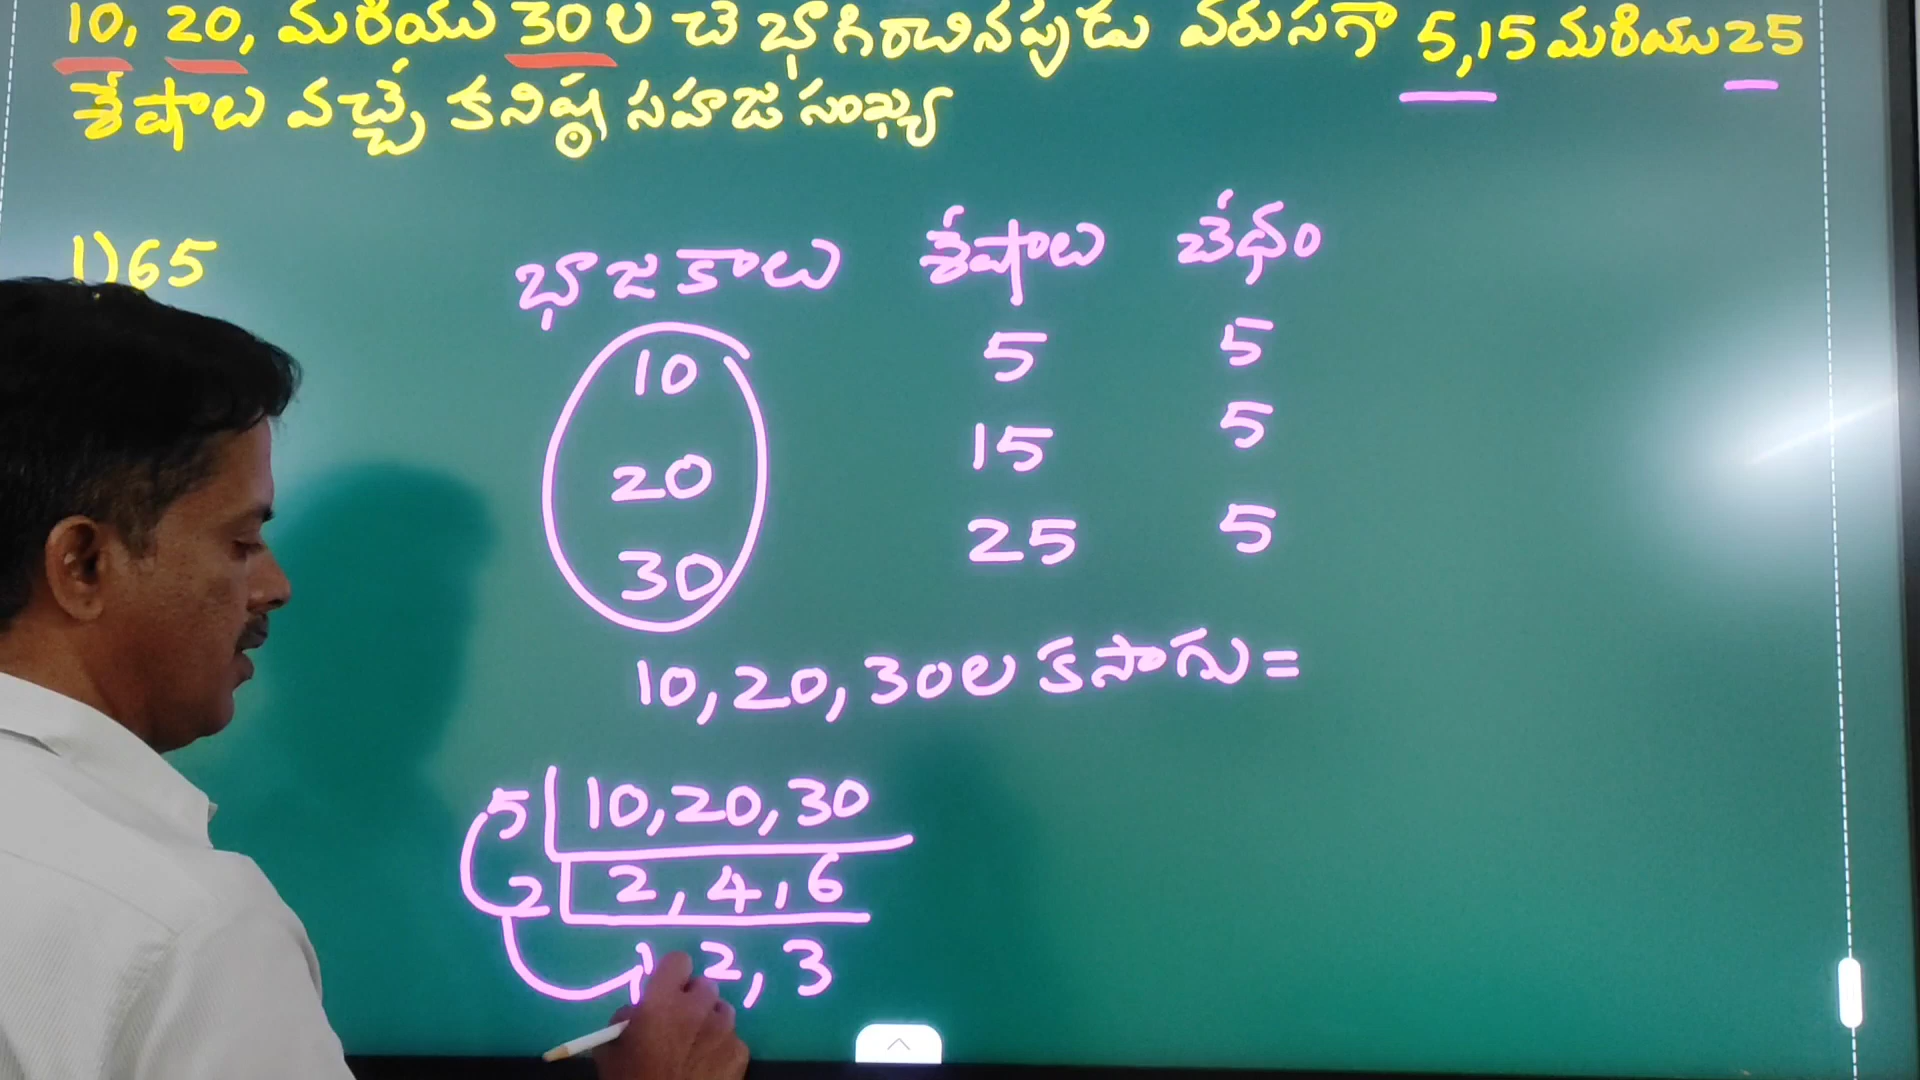 10, 20, మరియు 30 ల చే భాగించినప్పుడు వరుసగా 5,15 మరియు 25
శేషాల వచ్చే కనిష్ఠ సహజ సంఖ్య
1) 65
భాజకాలు శేషాలు చేధం
10 5 5
20 15 5
30 25 5
10, 20, 30ల కసాగు =
5 10, 20, 30
2 2, 4, 6
1, 2, 3